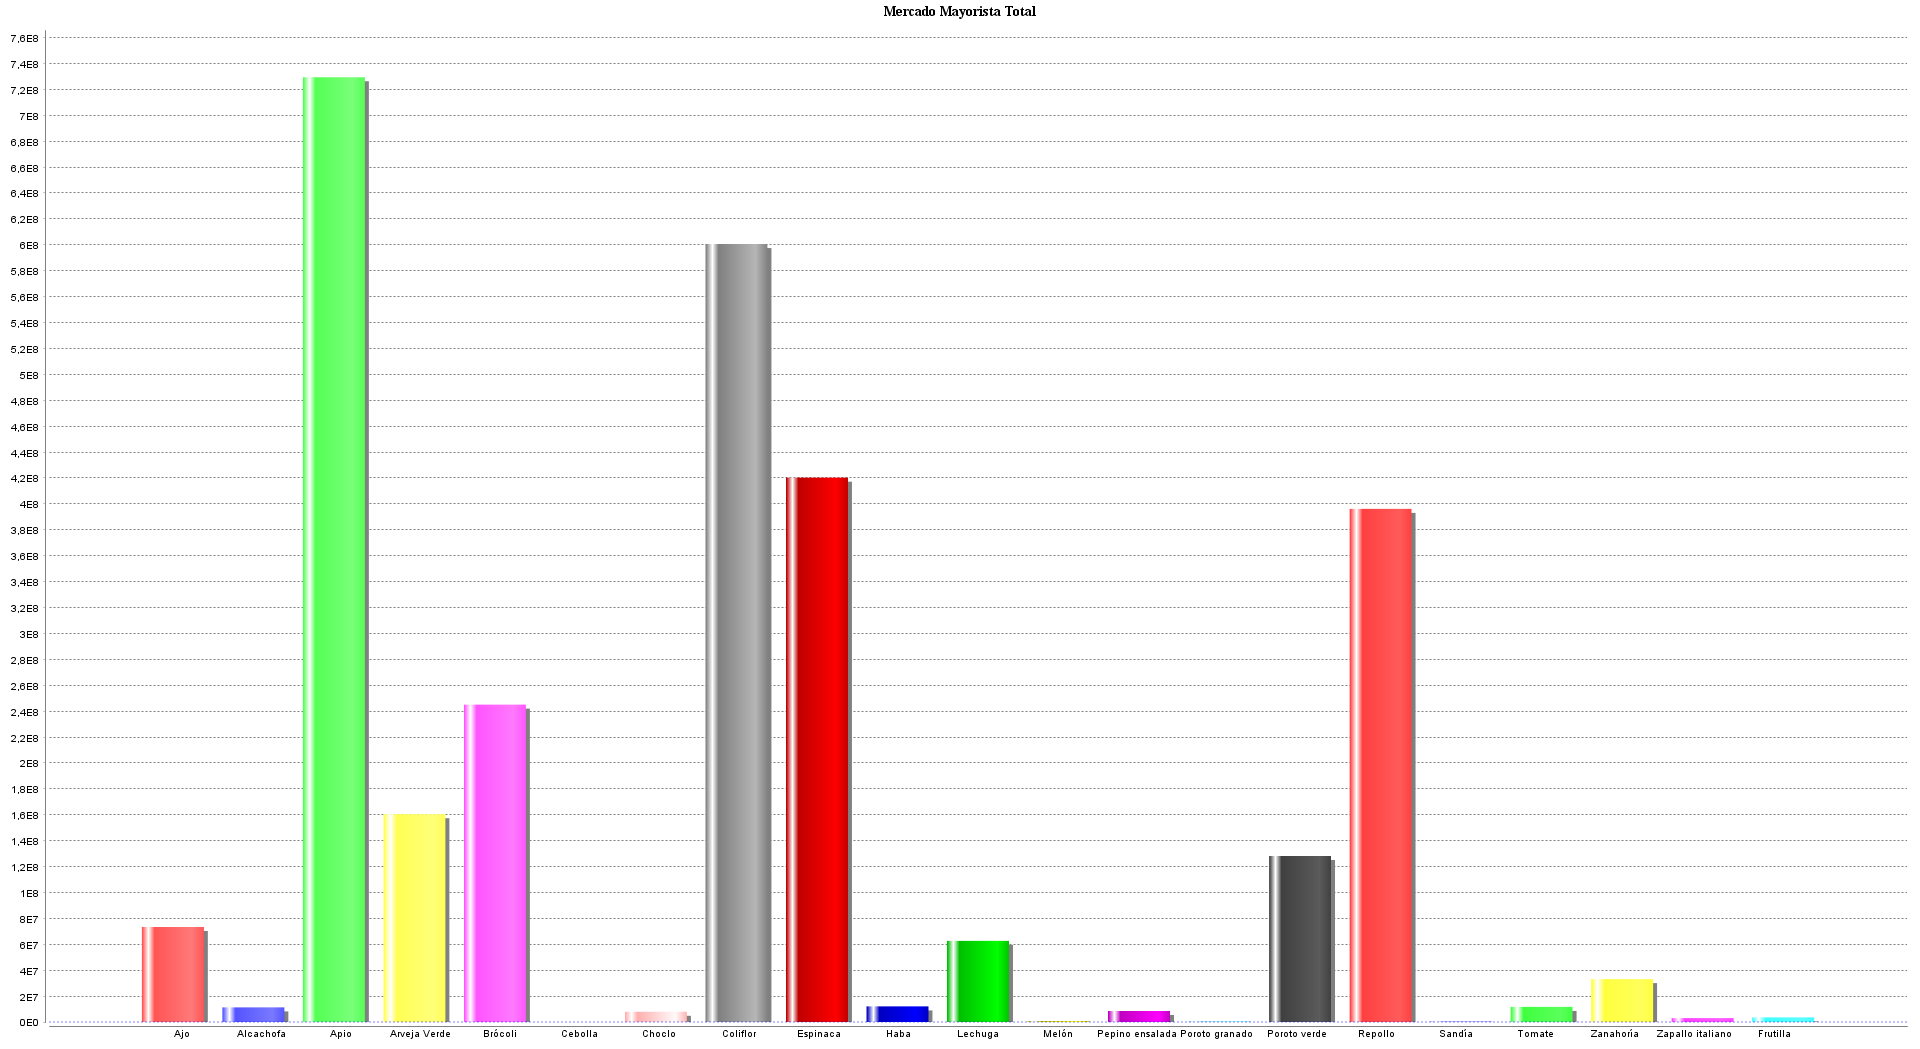 Mercado Mayorista Total
7,6E8
7,4E8
7,2E8
7E8
6,8E8
6,6E8
6,4E8
6,2E8
6E8
5,8E8
5,6E8
5,4E8
5,2E8
5E8
4,8E8
4,6E8
4,4E8
4,2E8
4E8
3,8E8
3,6E8
3,4E8
3,2E8
3E8
2,8E8
2,6E8
2,4E8
2,2E8
2E8
1,8E8
1,6E8
1,4E8
1,2E8
1E8
8E7
6E7
4E7
2E7
0E0
Ajo Alcachofa Apio Arveja Verde Brócoli Cebolla Choclo Coliflor Espinaca Haba Lechuga Melón Pepino ensalada Poroto granado Poroto verde Repollo Sandía Tomate Zanahoría Zapallo italiano Frutilla